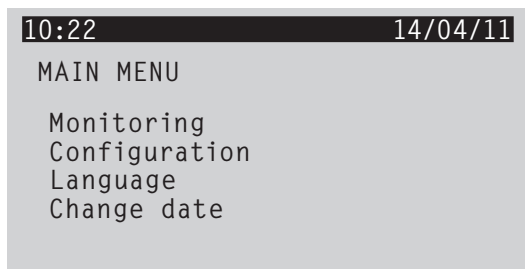 10:22 14/04/11
MAIN MENU
Monitoring
Configuration
Language
Change date